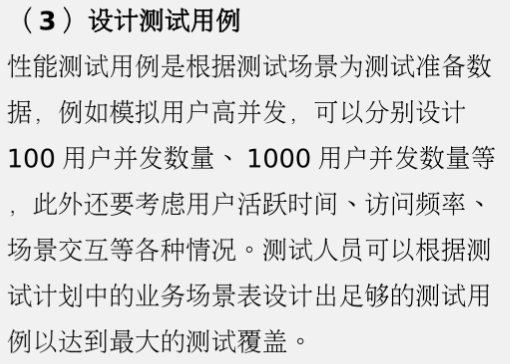 （3）设计测试用例
性能测试用例是根据测试场景为测试准备数
据，例如模拟用户高并发，可以分别设计
100 用户并发数量、1000 用户并发数量等
，此外还要考虑用户活跃时间、访问频率、
场景交互等各种情况。测试人员可以根据测
试计划中的业务场景表设计出足够的测试用
例以达到最大的测试覆盖。